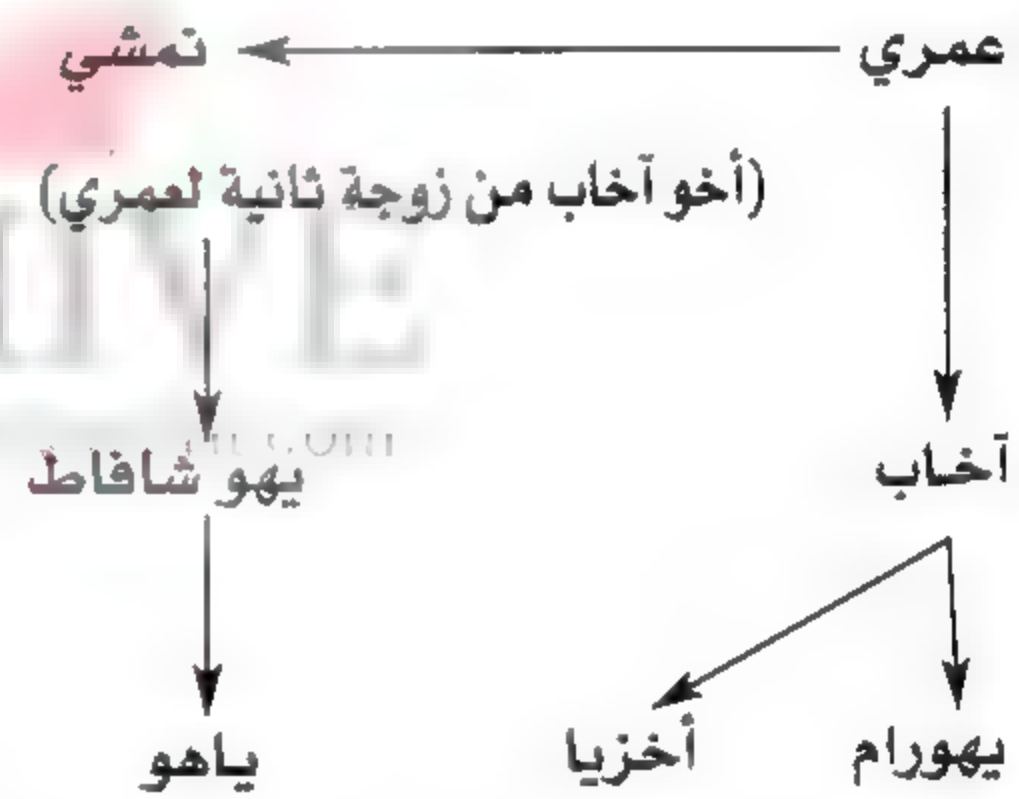 عمري نمشي
(أخو آخاب من زوجة ثانية لعمري)
آخاب يهو شافاط
يهورام أخزيا ياهو